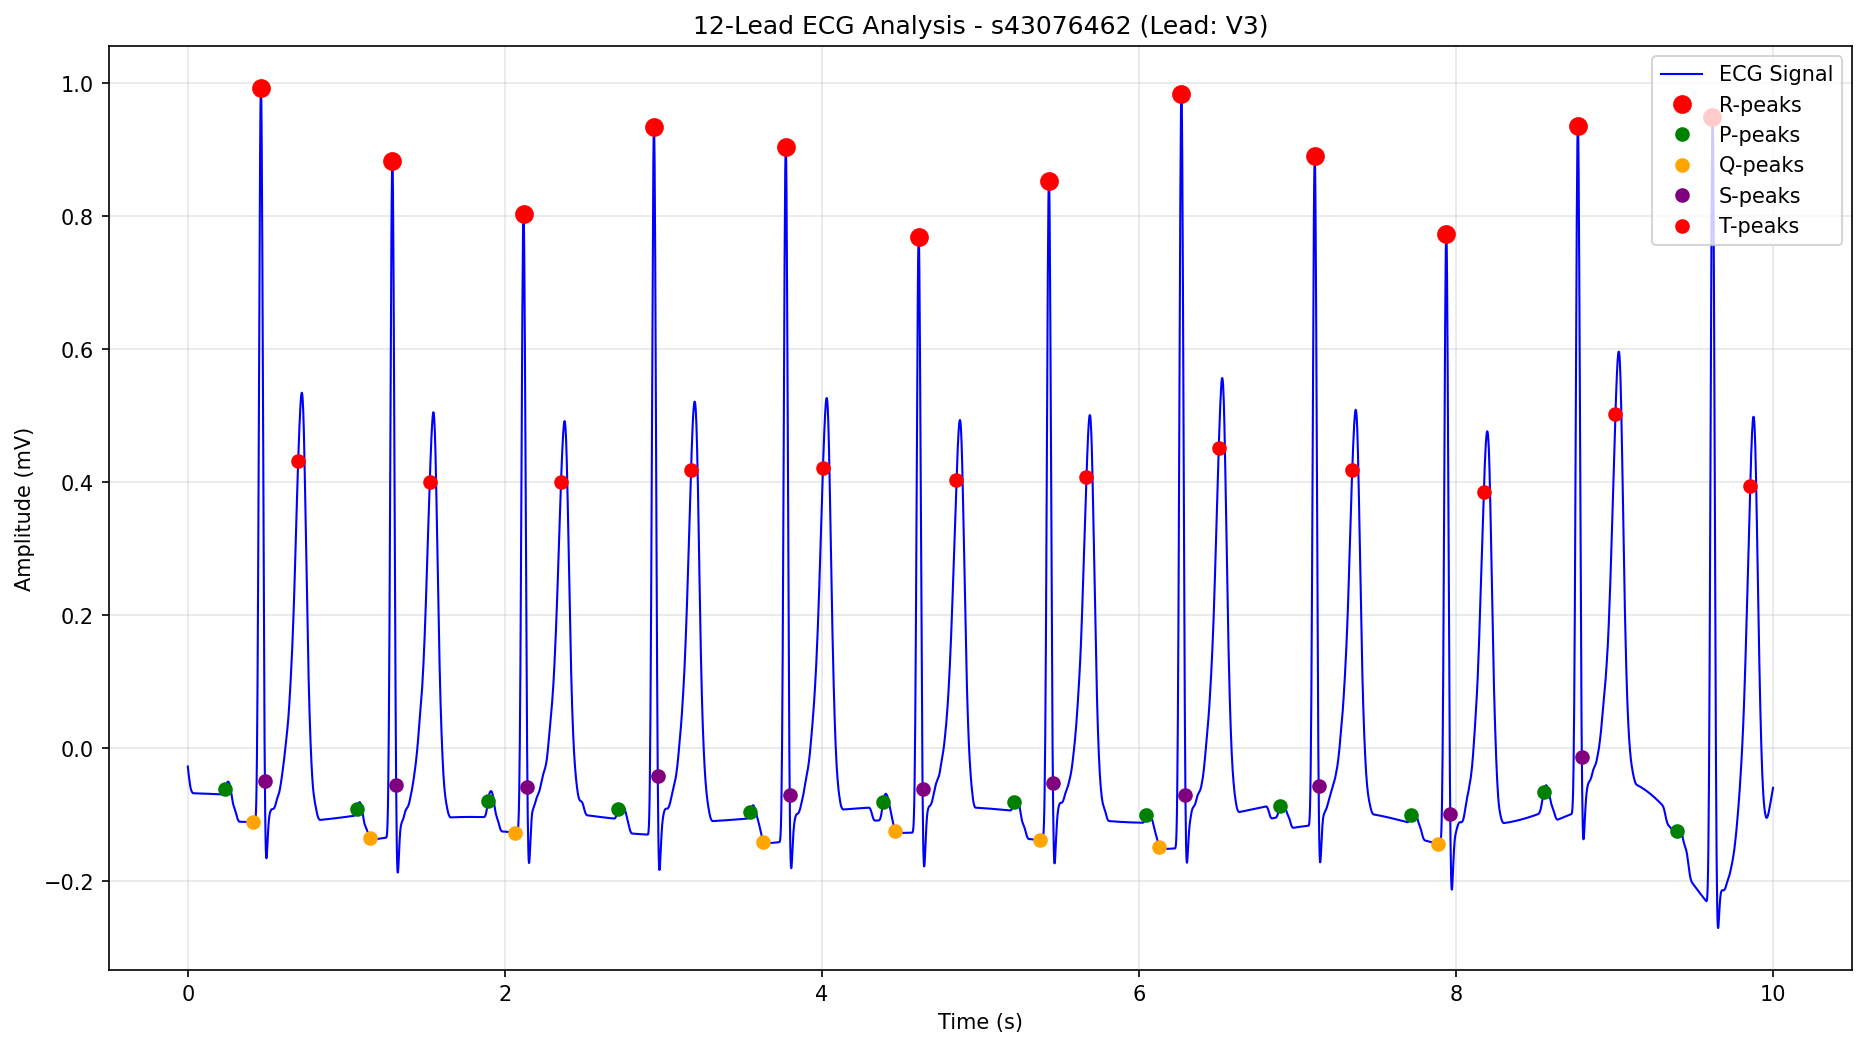 12-Lead ECG Analysis - s43076462 (Lead: V3)
ECG Signal
R-peaks
P-peaks
Q-peaks
S-peaks
T-peaks
Amplitude (mV)
1.0
0.8
0.6
0.4
0.2
0.0
−0.2
0 2 4 6 8 10
Time (s)